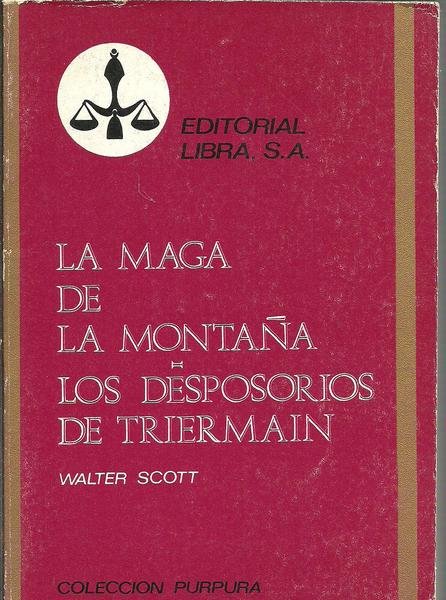 EDITORIAL
LIBRA, S.A.
LA MAGA
DE
LA MONTAÑA
LOS DESPOSORIOS
DE TRIERMAIN
WALTER SCOTT
COLECCION PURPURA